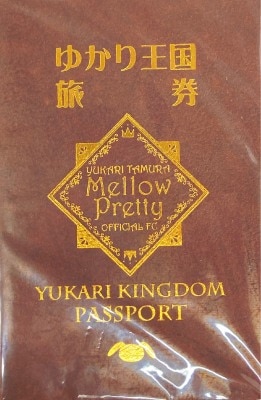 ゆかり王国
旅券
YUKARI TAMURA
Mellow
Pretty
OFFICIAL FC
YUKARI KINGDOM
PASSPORT